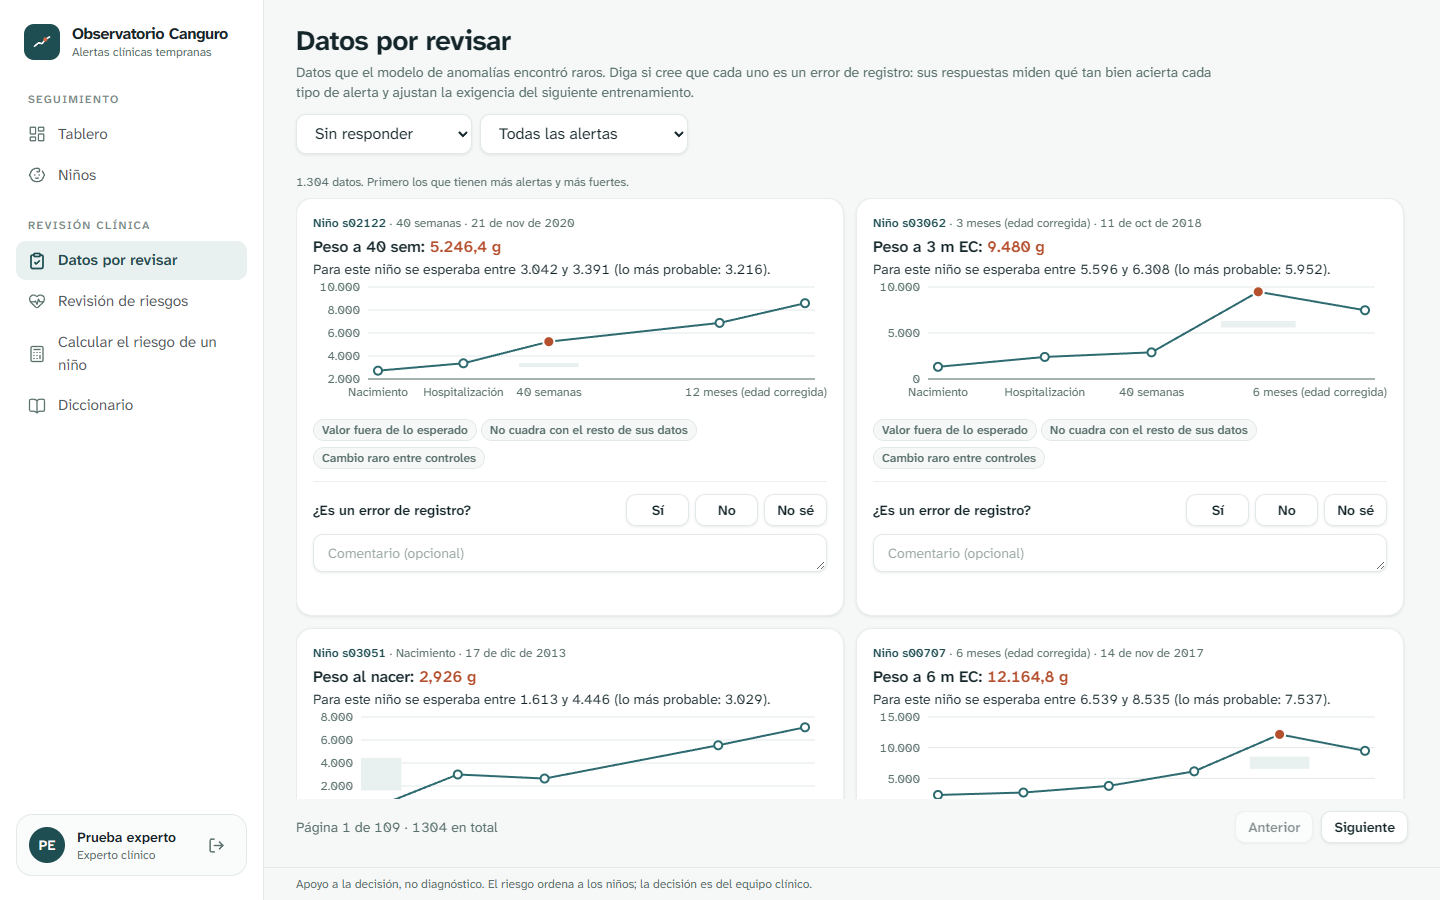 Observatorio Canguro
Alertas clínicas tempranas
SEGUIMIENTO
Tablero
Niños
REVISIÓN CLÍNICA
Datos por revisar
Revisión de riesgos
Calcular el riesgo de un
niño
Diccionario
PE
Prueba experto
Experto clínico
Datos por revisar
Datos que el modelo de anomalías encontró raros. Diga si cree que cada uno es un error de registro: sus respuestas miden qué tan bien acierta cada
tipo de alerta y ajustan la exigencia del siguiente entrenamiento.
Sin responder
Todas las alertas
1.304 datos. Primero los que tienen más alertas y más fuertes.
Niño s02122 · 40 semanas · 21 de nov de 2020
Peso a 40 sem: 5.246,4 g
Para este niño se esperaba entre 3.042 y 3.391 (lo más probable: 3.216).
10.000
8.000
6.000
4.000
2.000
Nacimiento Hospitalización 40 semanas 12 meses (edad corregida)
Valor fuera de lo esperado No cuadra con el resto de sus datos
Cambio raro entre controles
¿Es un error de registro? Sí No No sé
Comentario (opcional)
Niño s03062 · 3 meses (edad corregida) · 11 de oct de 2018
Peso a 3 m EC: 9.480 g
Para este niño se esperaba entre 5.596 y 6.308 (lo más probable: 5.952).
10.000
5.000
0
Nacimiento Hospitalización 40 semanas 6 meses (edad corregida)
Valor fuera de lo esperado No cuadra con el resto de sus datos
Cambio raro entre controles
¿Es un error de registro? Sí No No sé
Comentario (opcional)
Niño s03051 · Nacimiento · 17 de dic de 2013
Peso al nacer: 2,926 g
Para este niño se esperaba entre 1.613 y 4.446 (lo más probable: 3.029).
8.000
6.000
4.000
2.000
Niño s00707 · 6 meses (edad corregida) · 14 de nov de 2017
Peso a 6 m EC: 12.164,8 g
Para este niño se esperaba entre 6.539 y 8.535 (lo más probable: 7.537).
15.000
10.000
5.000
Página 1 de 109 · 1304 en total
Anterior
Siguiente
Apoyo a la decisión, no diagnóstico. El riesgo ordena a los niños; la decisión es del equipo clínico.